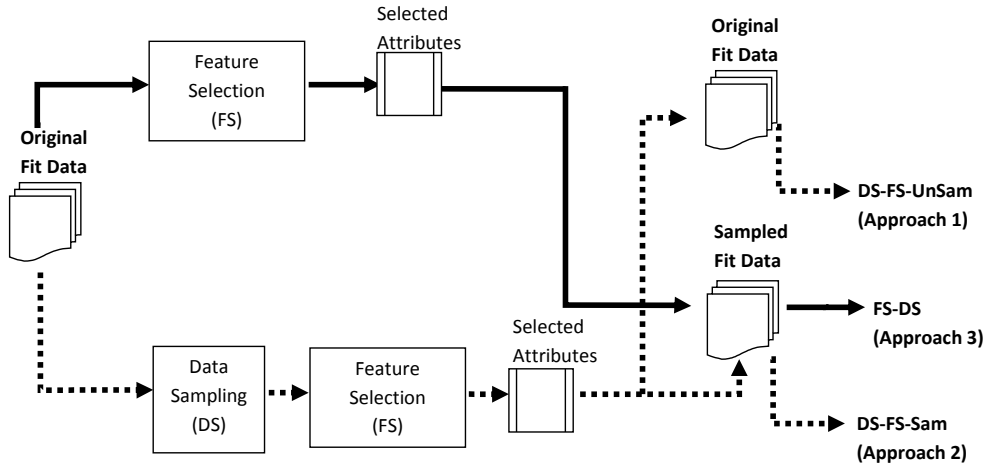 Selected
Attributes
Original
Fit Data
Feature
Selection
(FS)
Original
Fit Data
DS-FS-UnSam
(Approach 1)
Sampled
Fit Data
FS-DS
(Approach 3)
Selected
Attributes
Data
Sampling
(DS)
Feature
Selection
(FS)
DS-FS-Sam
(Approach 2)